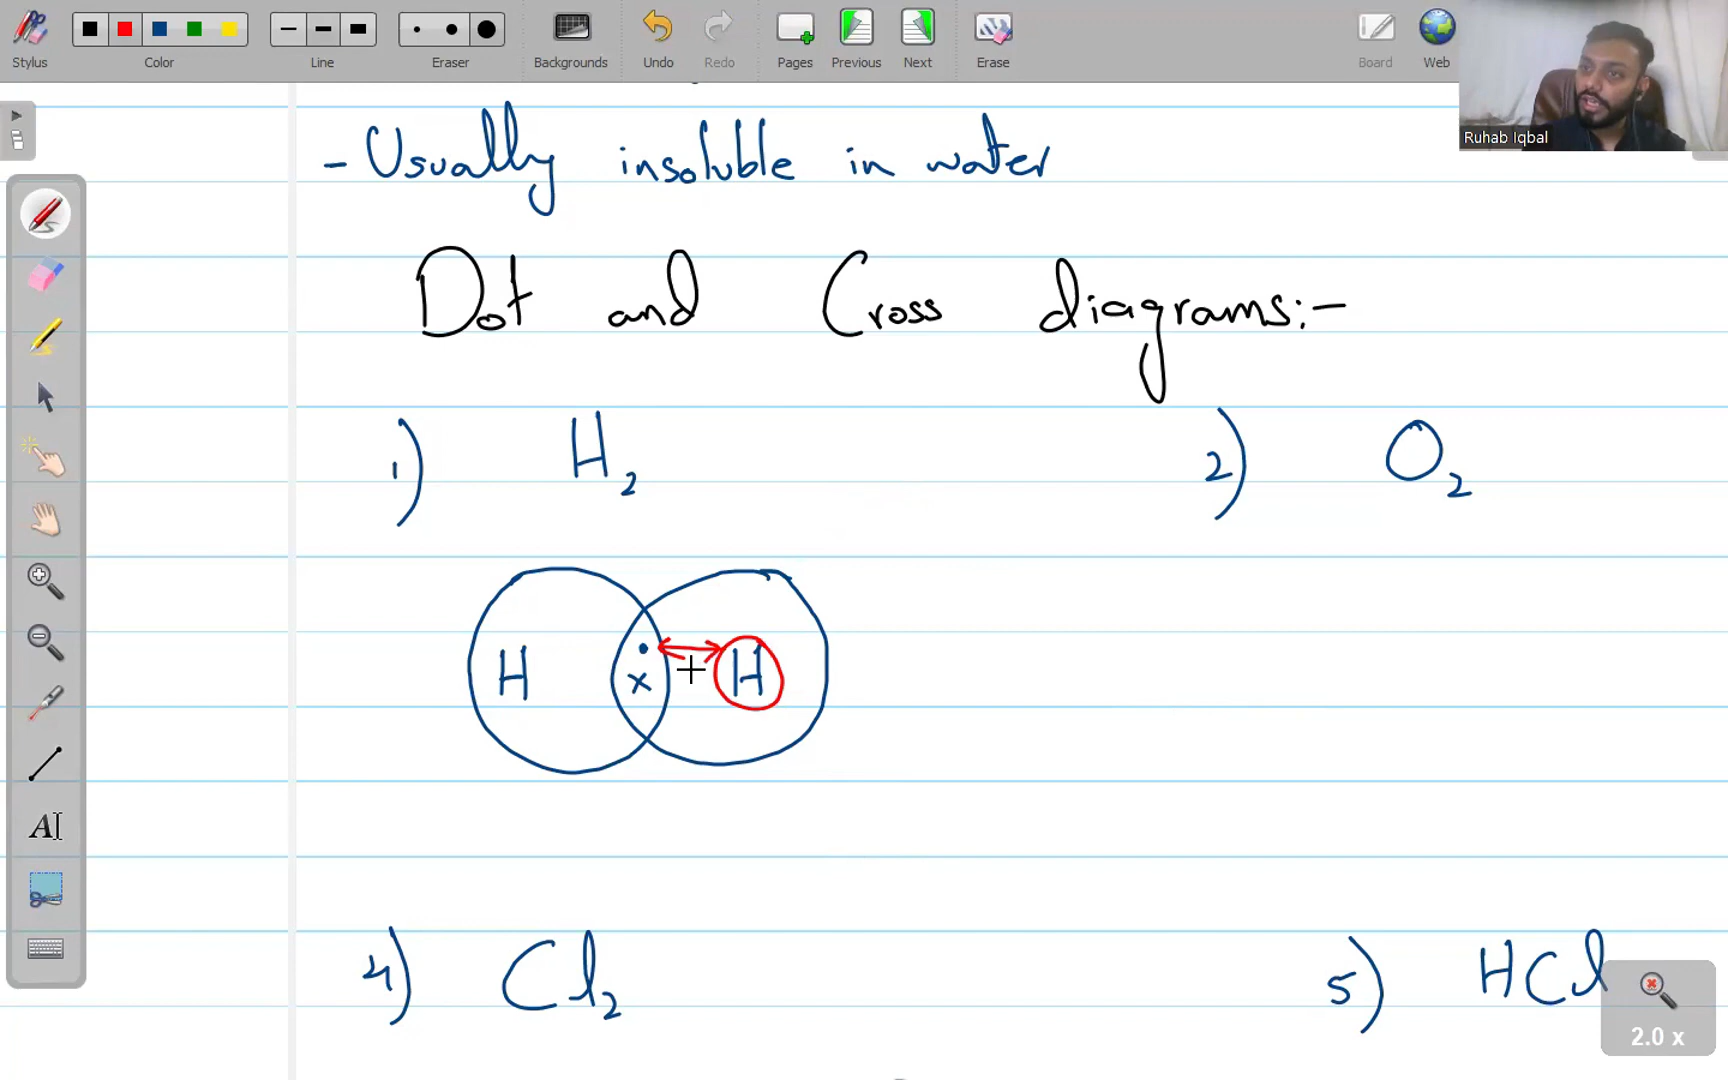 Stylus Color Line Eraser Backgrounds Undo Redo Pages Previous Next Erase Board Web
Ruhab Iqbal
- Usually insoluble in water
Dot and Cross diagrams:-
1) H₂ 2) O₂
H • x H
4) Cl₂ 5) HCl
2.0 x